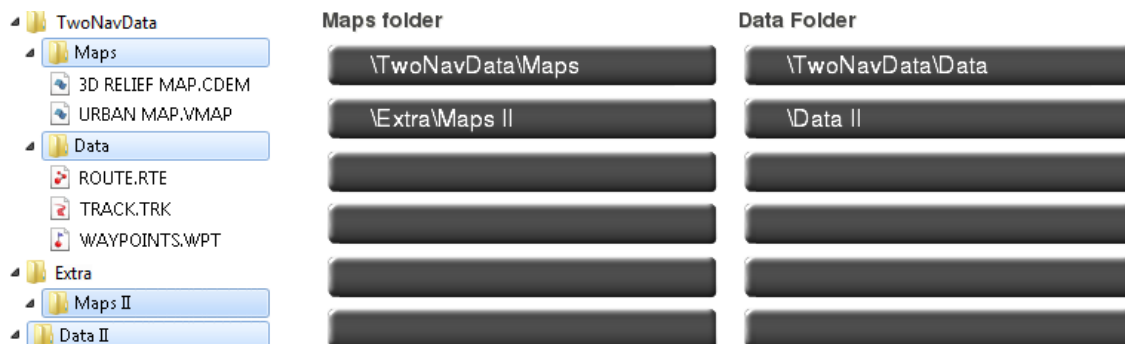 TwoNavData
Maps
3D RELIEF MAP.CDEM
URBAN MAP.VMAP
Data
ROUTE.RTE
TRACK.TRK
WAYPOINTS.WPT
Extra
Maps II
Data II
Maps folder
\TwoNavData\Maps
\Extra\Maps II
Data Folder
\TwoNavData\Data
\Data II